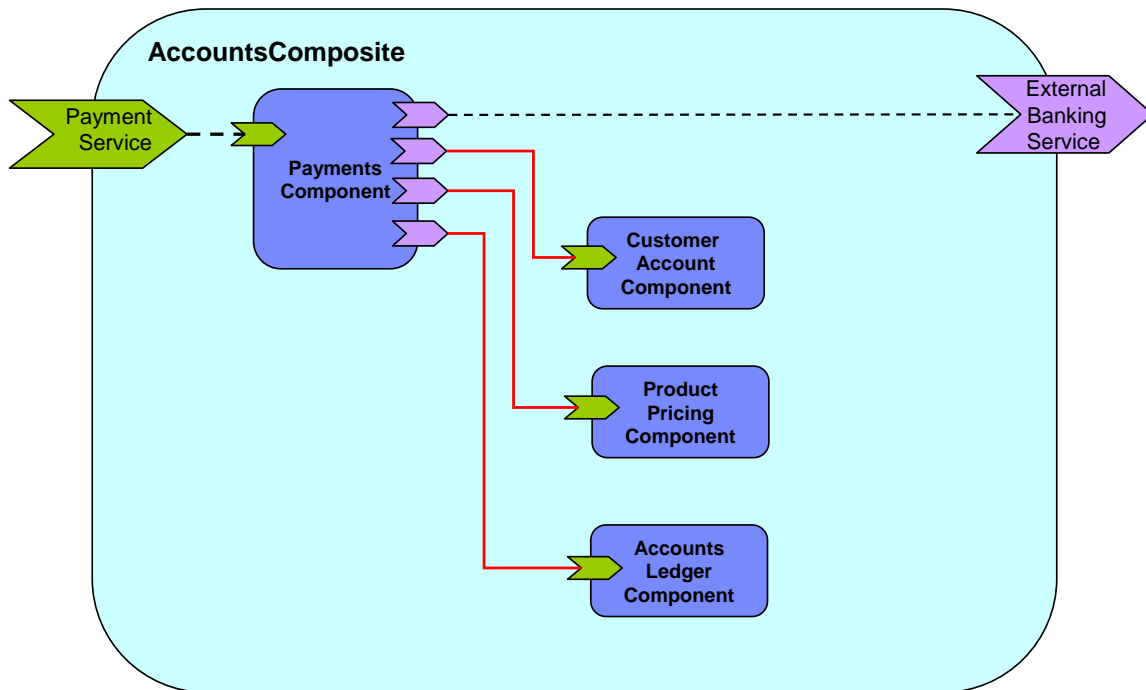 AccountsComposite
Payment
Service
External
Banking
Service
Payments
Component
Customer
Account
Component
Product
Pricing
Component
Accounts
Ledger
Component